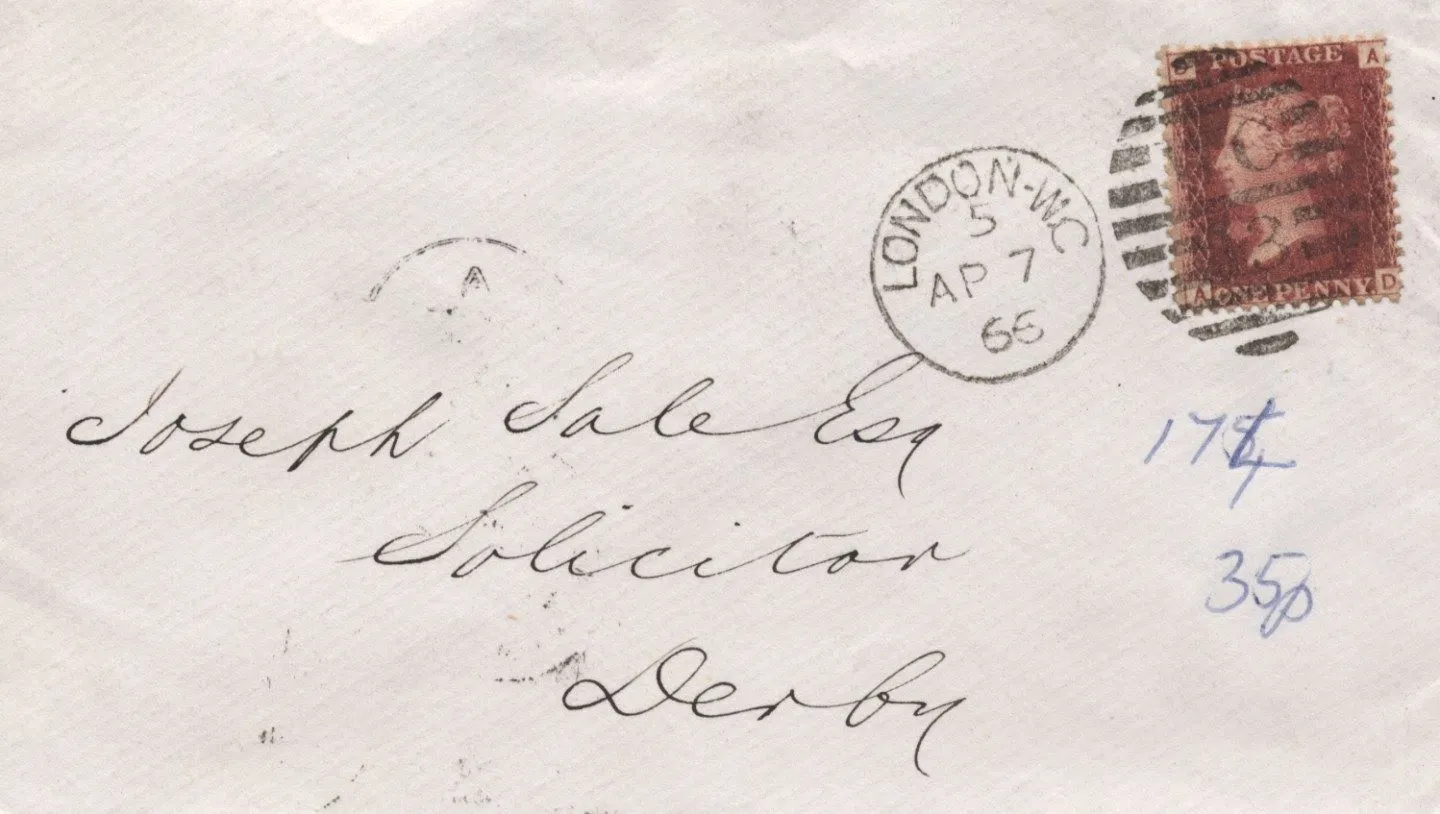 POSTAGE A
LONDON-W.C
5
AP 7
66
A ONE PENNY D
A
Joseph Sale Esq
Solicitor
Derby
35p